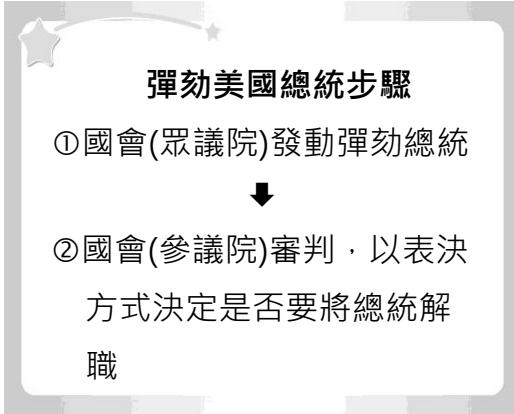 彈劾美國總統步驟
①國會(眾議院)發動彈劾總統
②國會(參議院)審判，以表決
方式決定是否要將總統解
職